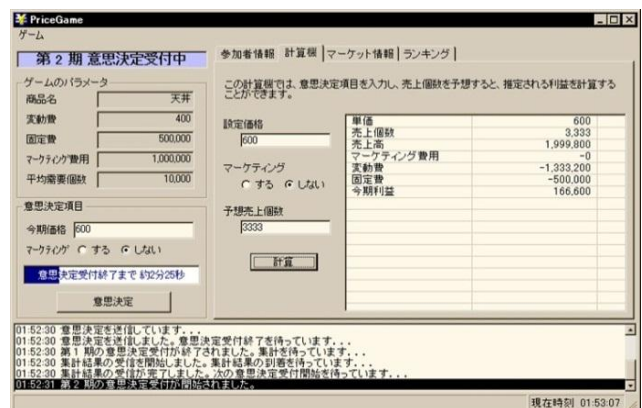 PriceGame
ゲーム
第 2 期 意思決定受付中
ゲームのパラメータ
商品名 天井
変動費 400
固定費 500,000
マーケティング費用 1,000,000
平均需要個数 10,000
意思決定項目
今期価格 600
マーケティング する しない
意思決定受付終了まで 約2分25秒
意思決定
参加者情報 計算機 マーケット情報 ランキング
この計算機では、意思決定項目を入力し、売上個数を予想すると、推定される利益を計算する
ことができます。
設定価格
600
マーケティング
する しない
予想売上個数
3333
計算
単価 600
売上個数 3,333
売上高 1,999,800
マーケティング費用 -0
変動費 -1,333,200
固定費 -500,000
今期利益 166,600
01:52:30 意思決定を送信しています...
01:52:30 意思決定を送信しました。意思決定受付終了を待っています...
01:52:30 第 1 期の意思決定受付が終了されました。集計を待っています...
01:52:30 集計結果の受信を開始しました。集計結果の到着を待っています...
01:52:30 集計結果の受信が完了しました。次の意思決定受付開始を待っています...
01:52:31 第 2 期の意思決定受付が開始されました。
現在時刻 01:53:07